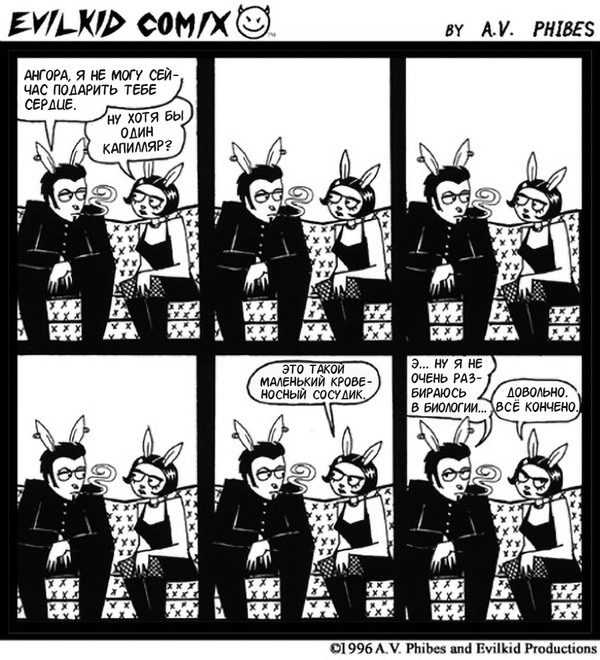 EVILKID COMIX TM
BY A.V. PHIBES
АНГОРА, Я НЕ МОГУ СЕЙ-
ЧАС ПОДАРИТЬ ТЕБЕ
СЕРДЦЕ.
НУ ХОТЯ БЫ
ОДИН
КАПИЛЛЯР?
ЭТО ТАКОЙ
МАЛЕНЬКИЙ КРОВЕ-
НОСНЫЙ СОСУДИК.
Э... НУ Я НЕ
ОЧЕНЬ РАЗ-
БИРАЮСЬ
В БИОЛОГИИ...
ДОВОЛЬНО.
ВСЁ КОНЧЕНО.
©1996 A.V. Phibes and Evilkid Productions